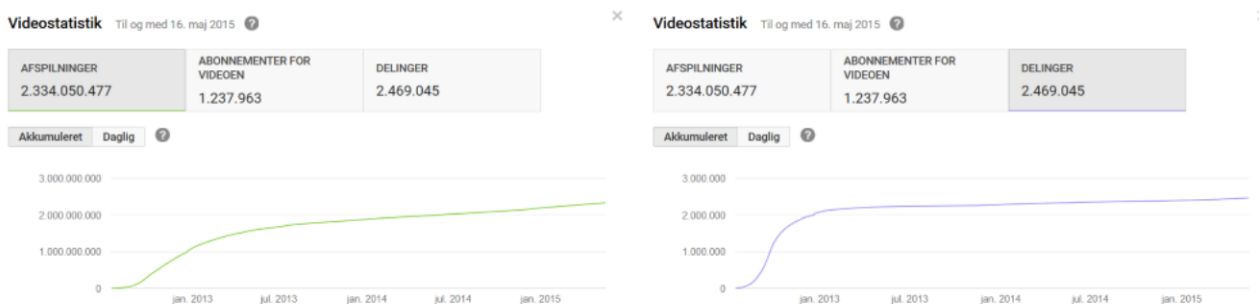 Videostatistik Til og med 16. maj 2015 ?
×
AFSPILNINGER
2.334.050.477
ABONNEMENTER FOR
VIDEOEN
1.237.963
DELINGER
2.469.045
Akkumuleret Daglig ?
3.000.000.000
2.000.000.000
1.000.000.000
0
jan. 2013 jul. 2013 jan. 2014 jul. 2014 jan. 2015
Videostatistik Til og med 16. maj 2015 ?
AFSPILNINGER
2.334.050.477
ABONNEMENTER FOR
VIDEOEN
1.237.963
DELINGER
2.469.045
Akkumuleret Daglig ?
3.000.000
2.000.000
1.000.000
0
jan. 2013 jul. 2013 jan. 2014 jul. 2014 jan. 2015